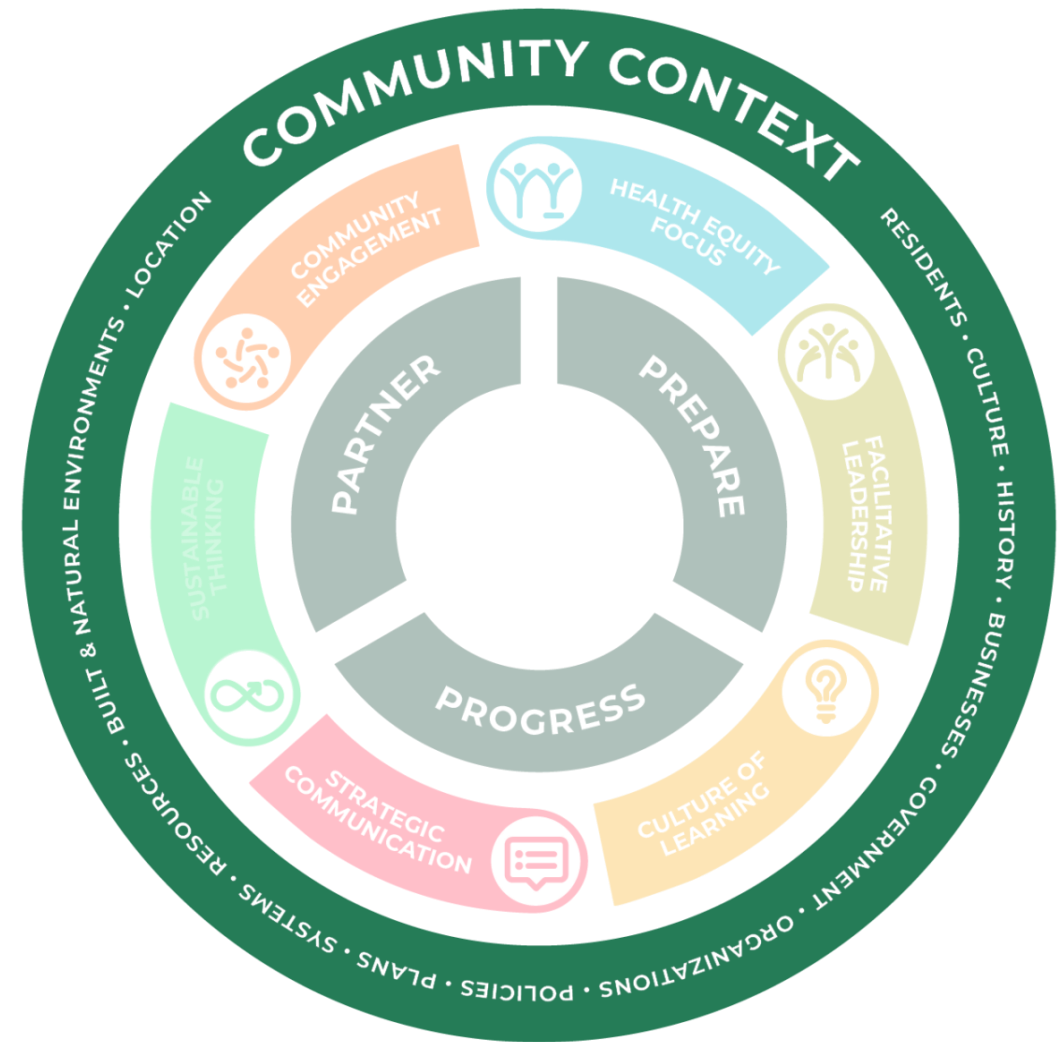 COMMUNITY CONTEXT
RESIDENTS • CULTURE • HISTORY • BUSINESSES • GOVERNMENT • ORGANIZATIONS • POLICIES • PLANS • SYSTEMS • RESOURCES • BUILT & NATURAL ENVIRONMENTS • LOCATION
HEALTH EQUITY
FOCUS
FACILITATIVE
LEADERSHIP
CULTURE OF
LEARNING
STRATEGIC
COMMUNICATION
SUSTAINABLE
THINKING
COMMUNITY
ENGAGEMENT
PARTNER
PREPARE
PROGRESS